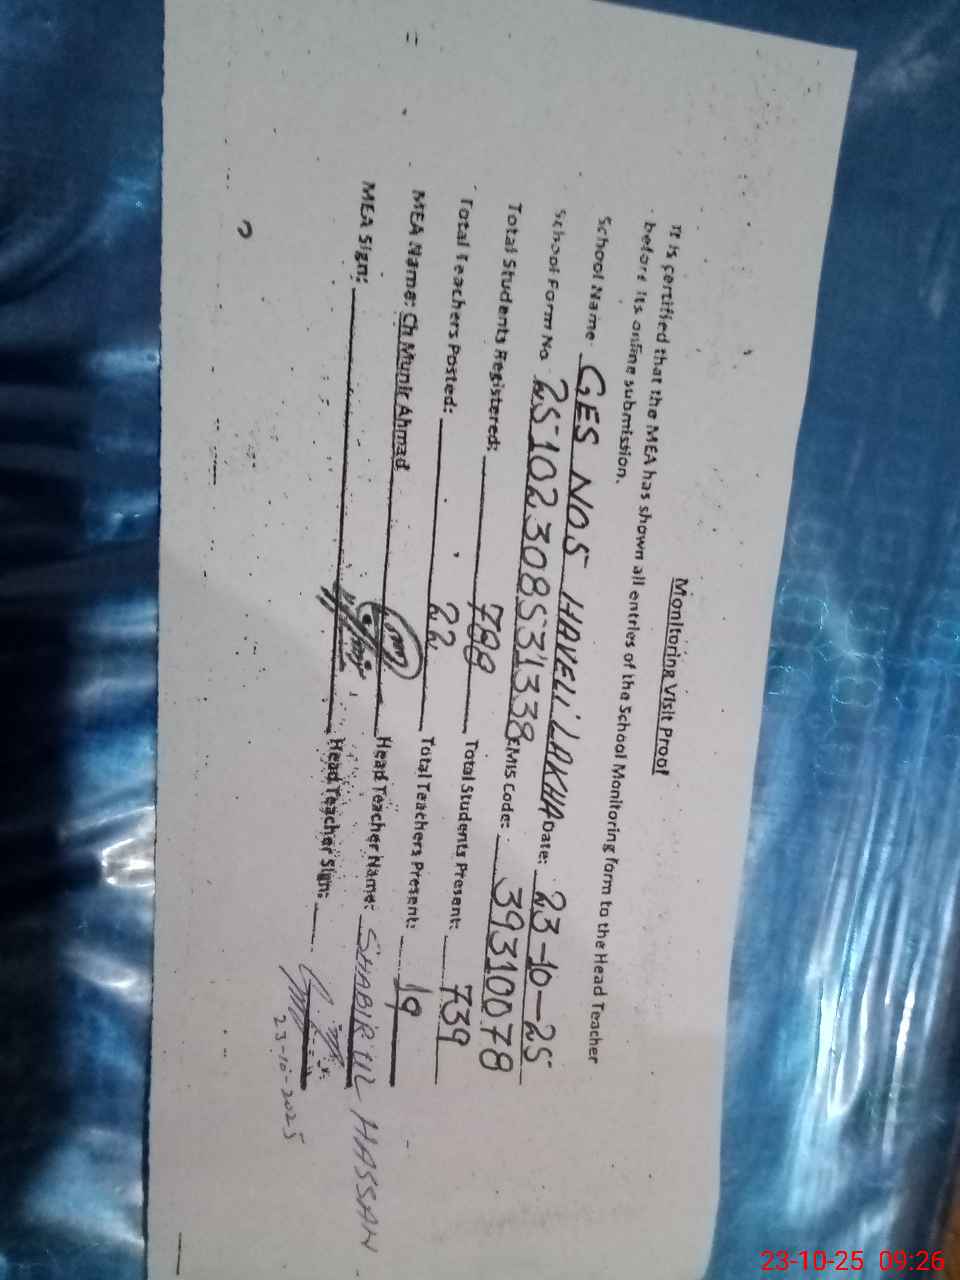 Monitoring Visit Proof
It is certified that the MEA has shown all entries of the School Monitoring form to the Head Teacher
before its online submission.
School Name GES NO5 HAVELI LAKHA Date: 23-10-25
School Form No 25102308531338 EMIS Code: 39310078
Total Students Registered: 788 Total Students Present: 739
Total Teachers Posted: 22 Total Teachers Present: 19
MEA Name: Ch Munir Ahmad Head Teacher Name: SHABIR UL HASSAN
MEA Sign: Head Teacher Sign:
23-10-2025
23-10-25 09:26